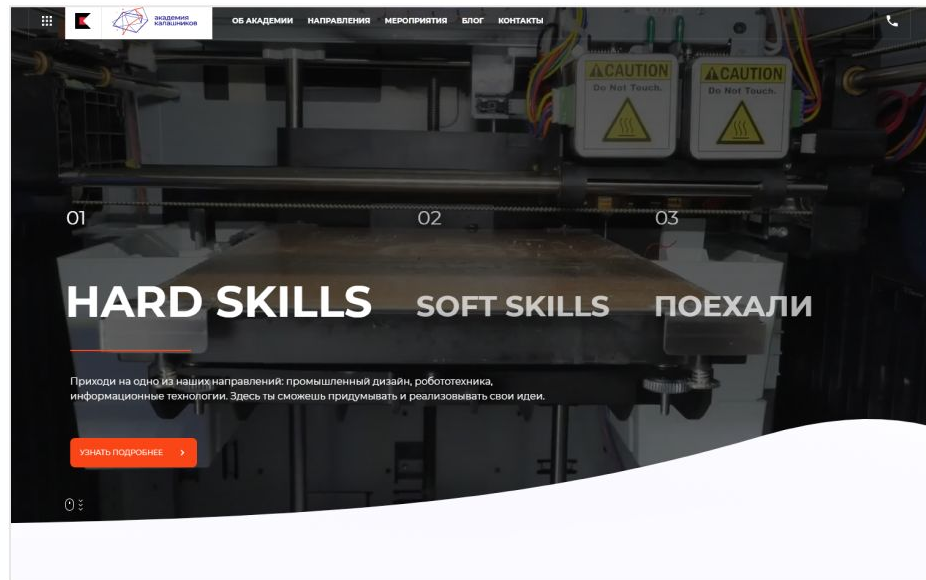 академия
калашников
ОБ АКАДЕМИИ НАПРАВЛЕНИЯ МЕРОПРИЯТИЯ БЛОГ КОНТАКТЫ
CAUTION
Do Not Touch.
CAUTION
Do Not Touch.
01 02 03
HARD SKILLS SOFT SKILLS ПОЕХАЛИ
Приходи на одно из наших направлений: промышленный дизайн, робототехника,
информационные технологии. Здесь ты сможешь придумывать и реализовывать свои идеи.
УЗНАТЬ ПОДРОБНЕЕ